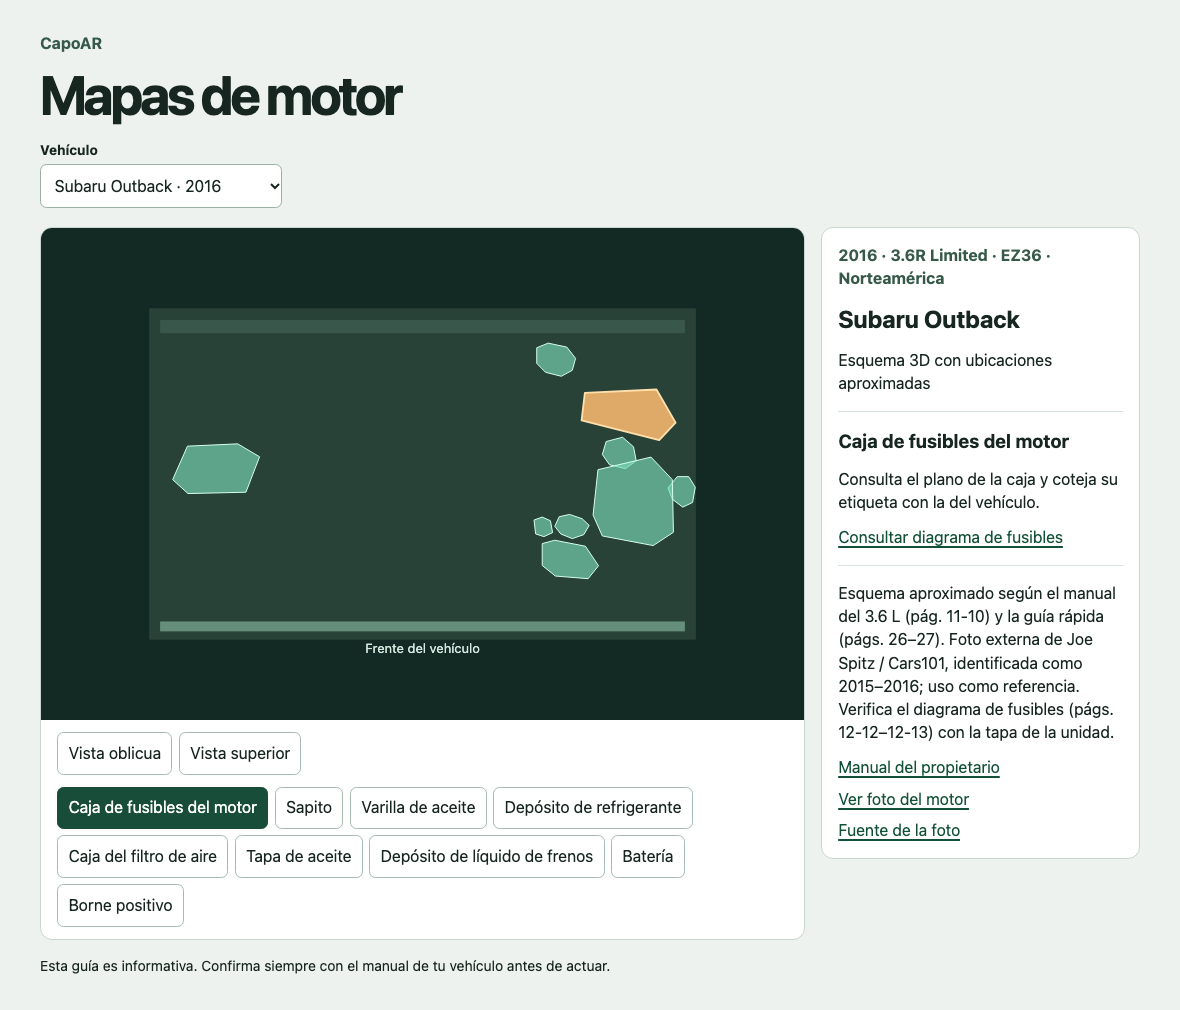 CapoAR
Mapas de motor
Vehículo
Subaru Outback · 2016
Frente del vehículo
Vista oblicua
Vista superior
Caja de fusibles del motor
Sapito
Varilla de aceite
Depósito de refrigerante
Caja del filtro de aire
Tapa de aceite
Depósito de líquido de frenos
Batería
Borne positivo
2016 · 3.6R Limited · EZ36 ·
Norteamérica
Subaru Outback
Esquema 3D con ubicaciones
aproximadas
Caja de fusibles del motor
Consulta el plano de la caja y coteja su
etiqueta con la del vehículo.
Consultar diagrama de fusibles
Esquema aproximado según el manual
del 3.6 L (pág. 11-10) y la guía rápida
(págs. 26–27). Foto externa de Joe
Spitz / Cars101, identificada como
2015–2016; uso como referencia.
Verifica el diagrama de fusibles (págs.
12-12–12-13) con la tapa de la unidad.
Manual del propietario
Ver foto del motor
Fuente de la foto
Esta guía es informativa. Confirma siempre con el manual de tu vehículo antes de actuar.